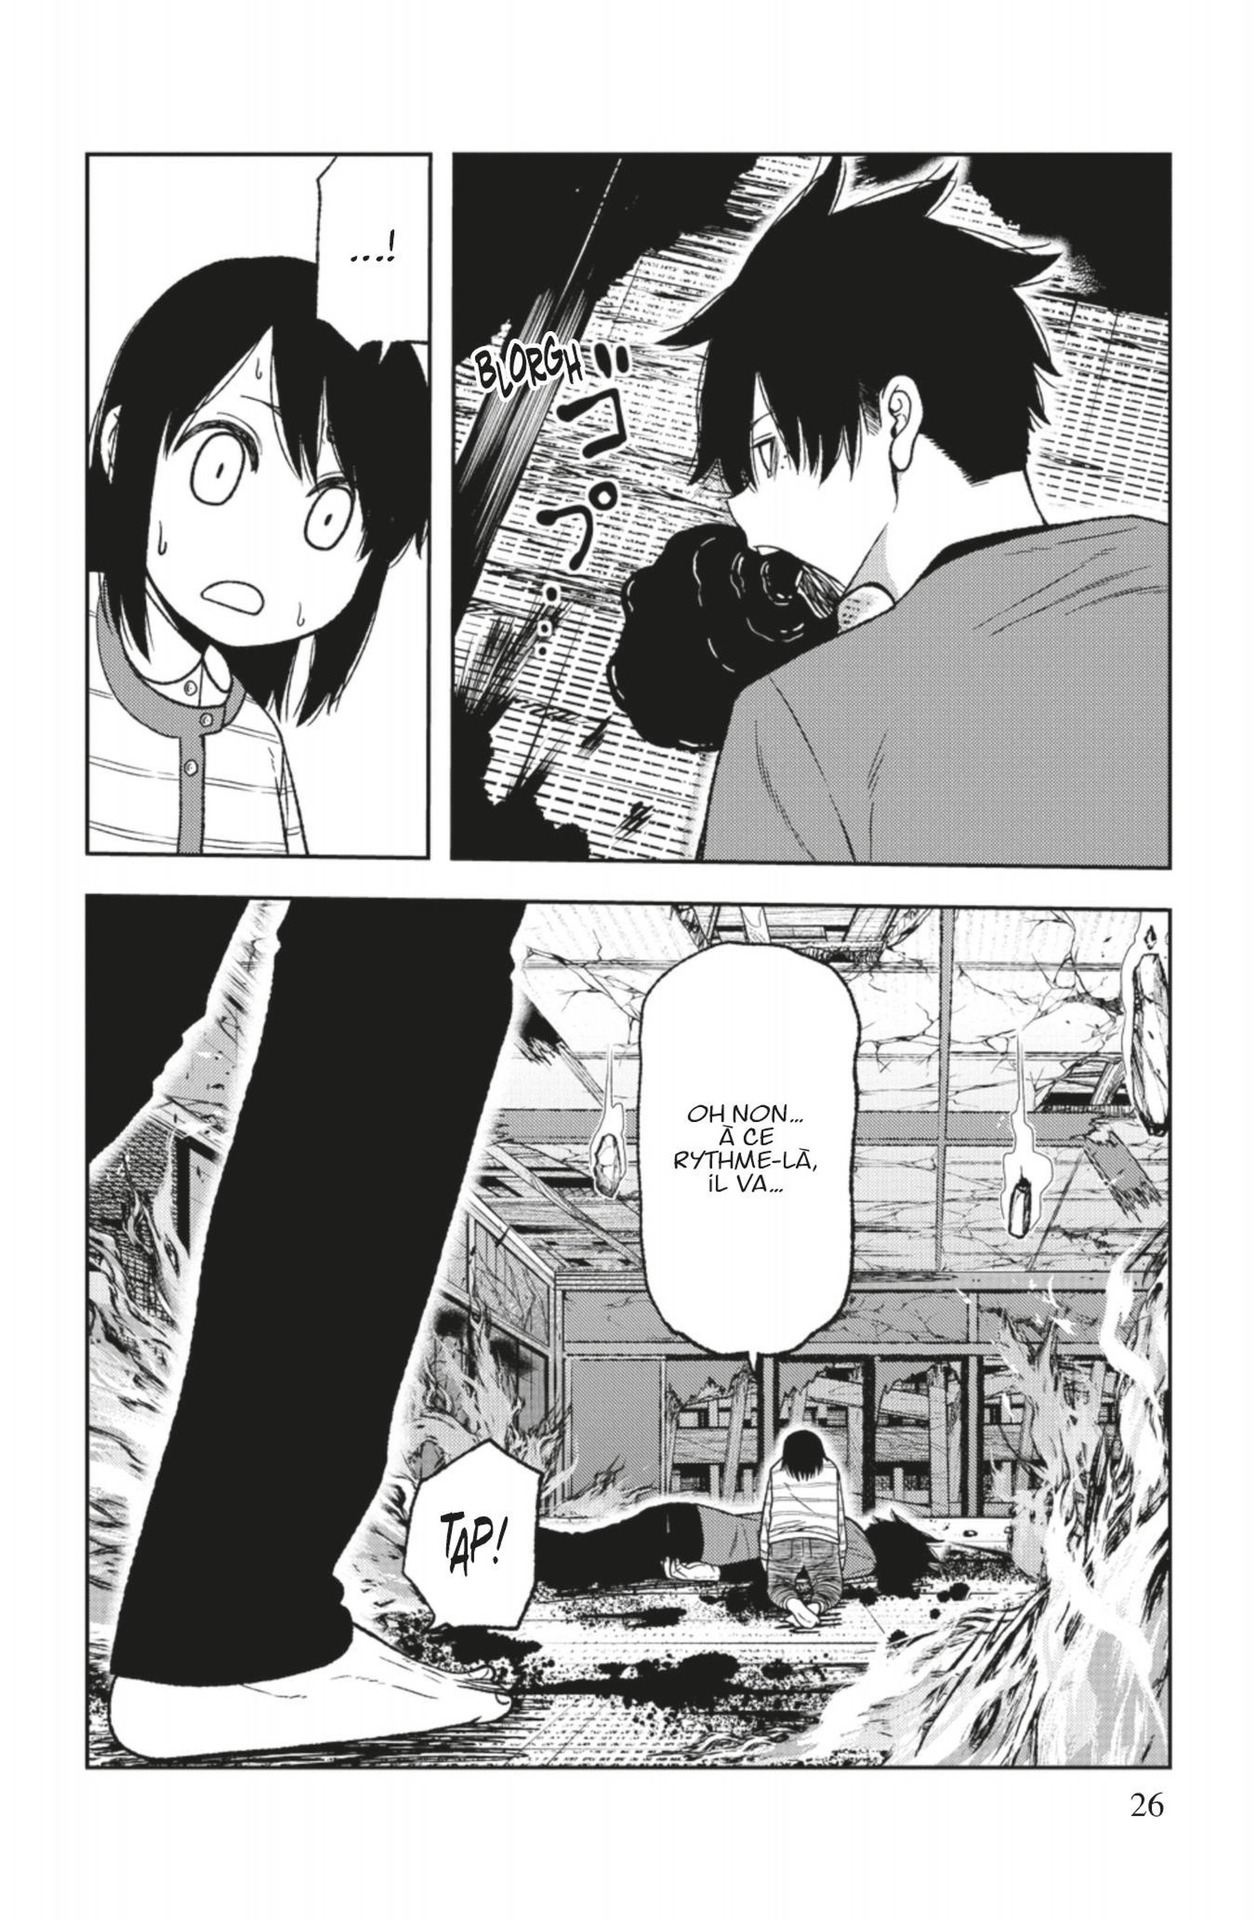 BLORGH
ゴプ…
...!
OH NON...
À CE
RYTHME-LÀ,
IL VA...
TAP!
26